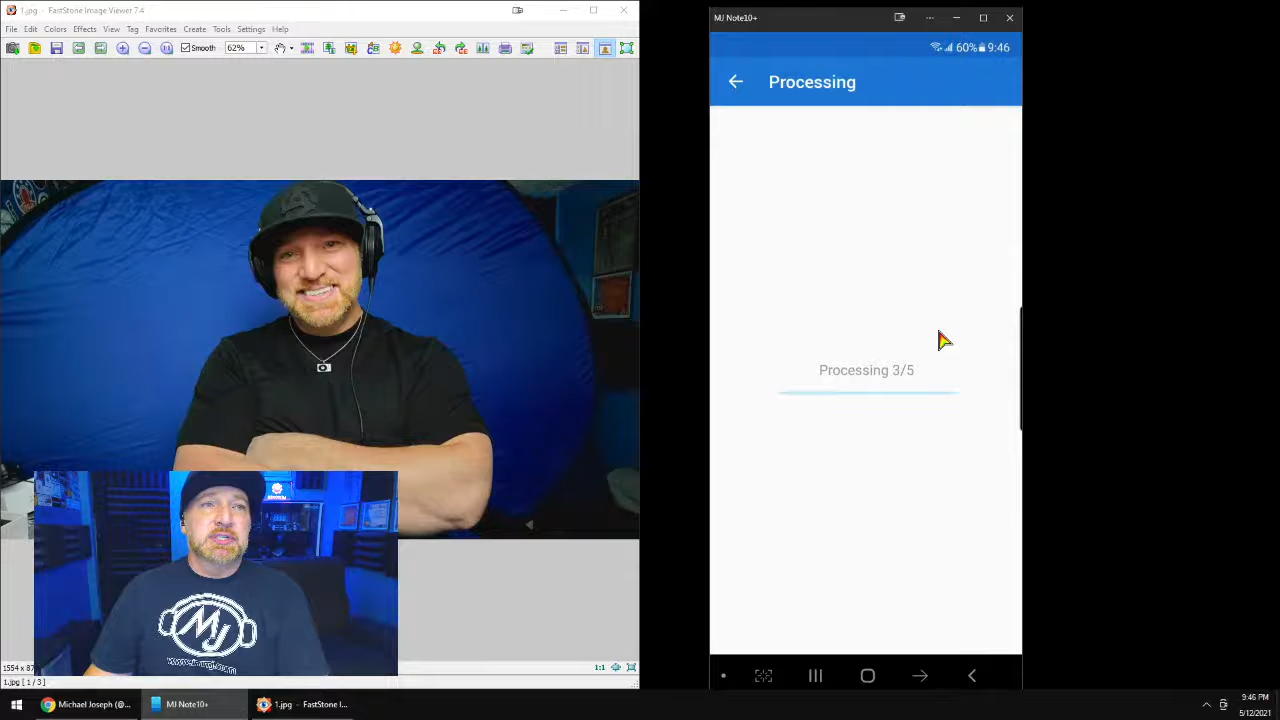 1.jpg - FastStone Image Viewer 7.4
File Edit Colors Effects View Tag Favorites Create Tools Settings Help
Smooth 62%
1:1
1.jpg [ 1 / 3 ]
MJ Note10+
60% 9:46
Processing
Processing 3/5
MJ
Michael Joseph (@...
MJ Note10+
1.jpg - FastStone I...
9:46 PM
5/12/2021